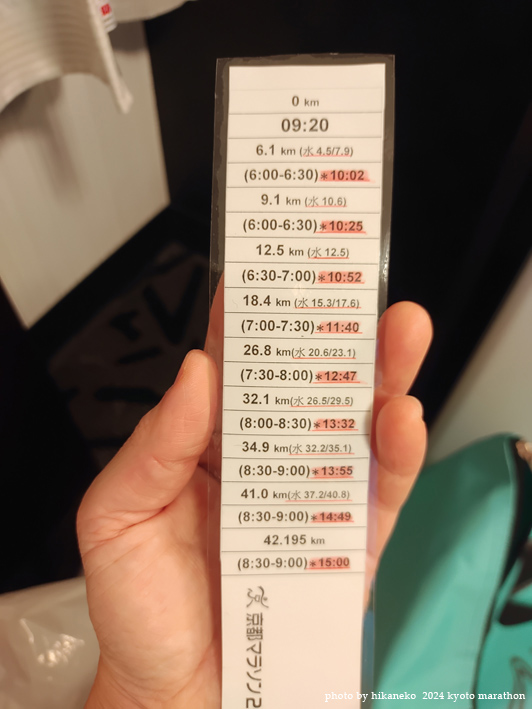 0 km
09:20
6.1 km (水 4.5/7.9)
(6:00-6:30)*10:02
9.1 km (水 10.6)
(6:00-6:30)*10:25
12.5 km (水 12.5)
(6:30-7:00)*10:52
18.4 km (水 15.3/17.6)
(7:00-7:30)*11:40
26.8 km(水 20.6/23.1)
(7:30-8:00)*12:47
32.1 km(水 26.5/29.5)
(8:00-8:30)*13:32
34.9 km(水 32.2/35.1)
(8:30-9:00)*13:55
41.0 km(水 37.2/40.8)
(8:30-9:00)*14:49
42.195 km
(8:30-9:00)*15:00
京都マラソン2
photo by hikaneko 2024 kyoto marathon